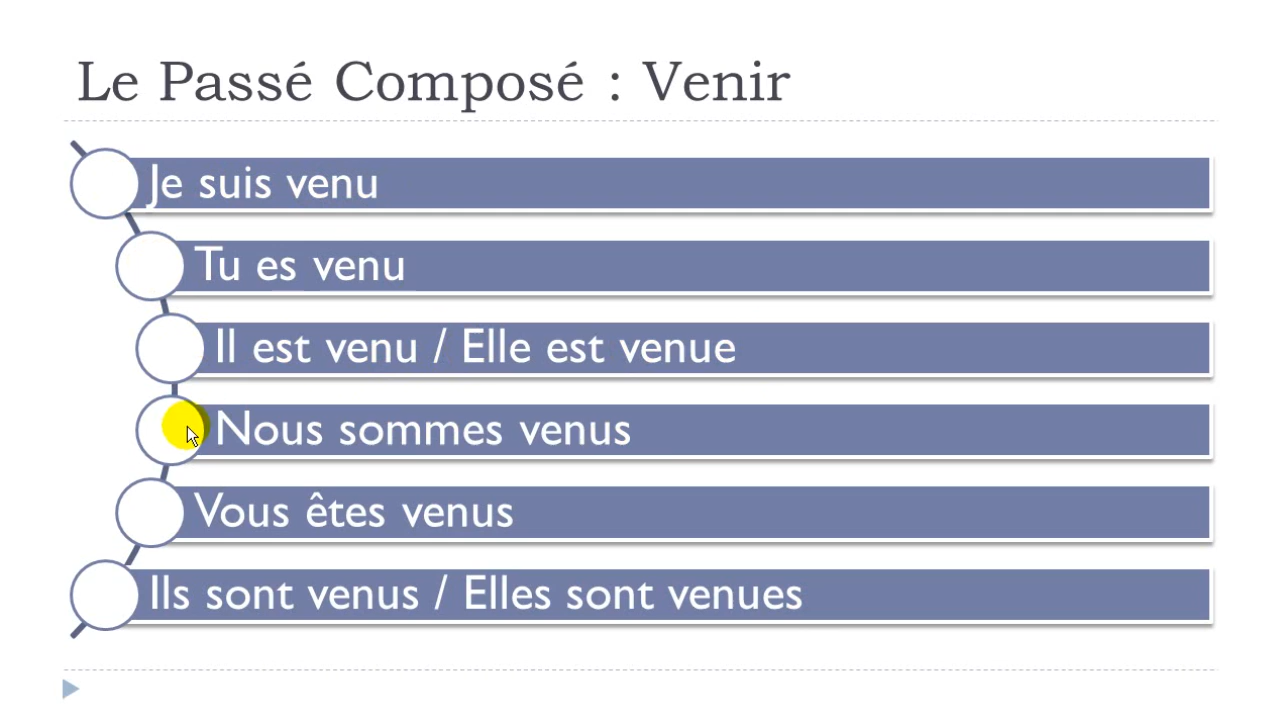 Le Passé Composé : Venir
Je suis venu
Tu es venu
Il est venu / Elle est venue
Nous sommes venus
Vous êtes venus
Ils sont venus / Elles sont venues